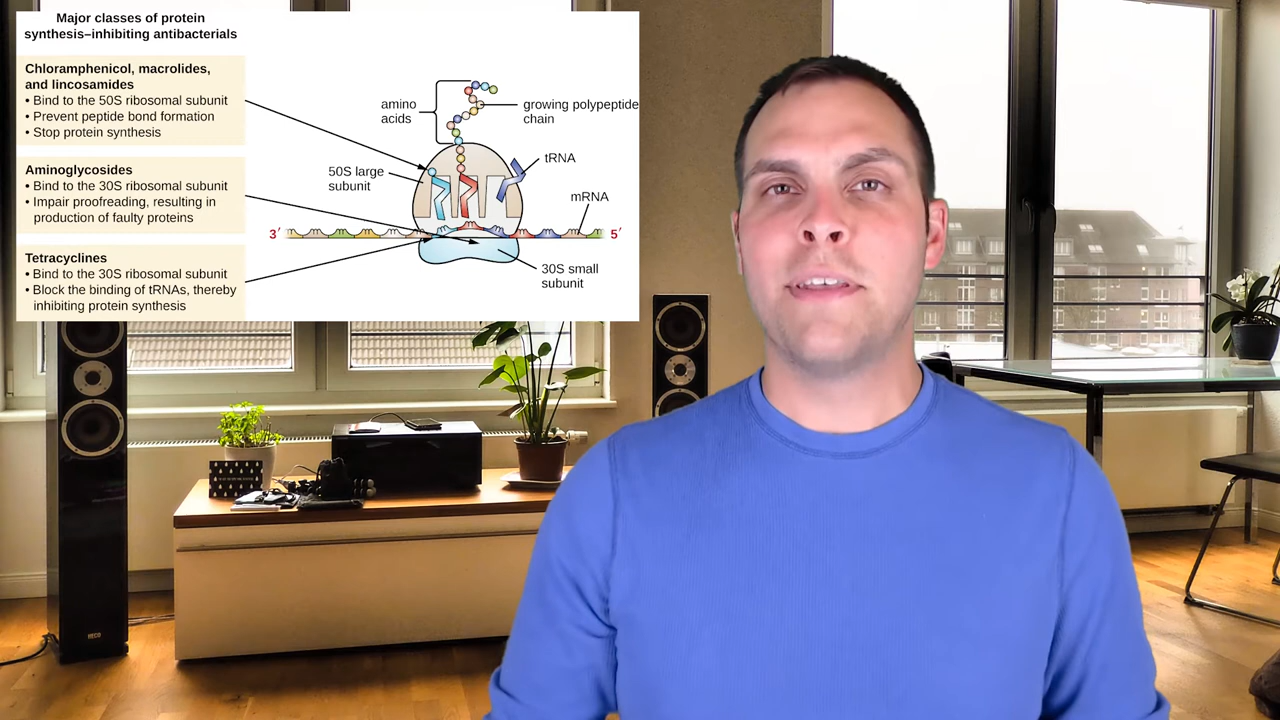 Major classes of protein
synthesis–inhibiting antibacterials
Chloramphenicol, macrolides,
and lincosamides
• Bind to the 50S ribosomal subunit
• Prevent peptide bond formation
• Stop protein synthesis
Aminoglycosides
• Bind to the 30S ribosomal subunit
• Impair proofreading, resulting in
production of faulty proteins
Tetracyclines
• Bind to the 30S ribosomal subunit
• Block the binding of tRNAs, thereby
inhibiting protein synthesis
amino
acids
growing polypeptide
chain
50S large
subunit
tRNA
mRNA
3′
5′
30S small
subunit
HECO